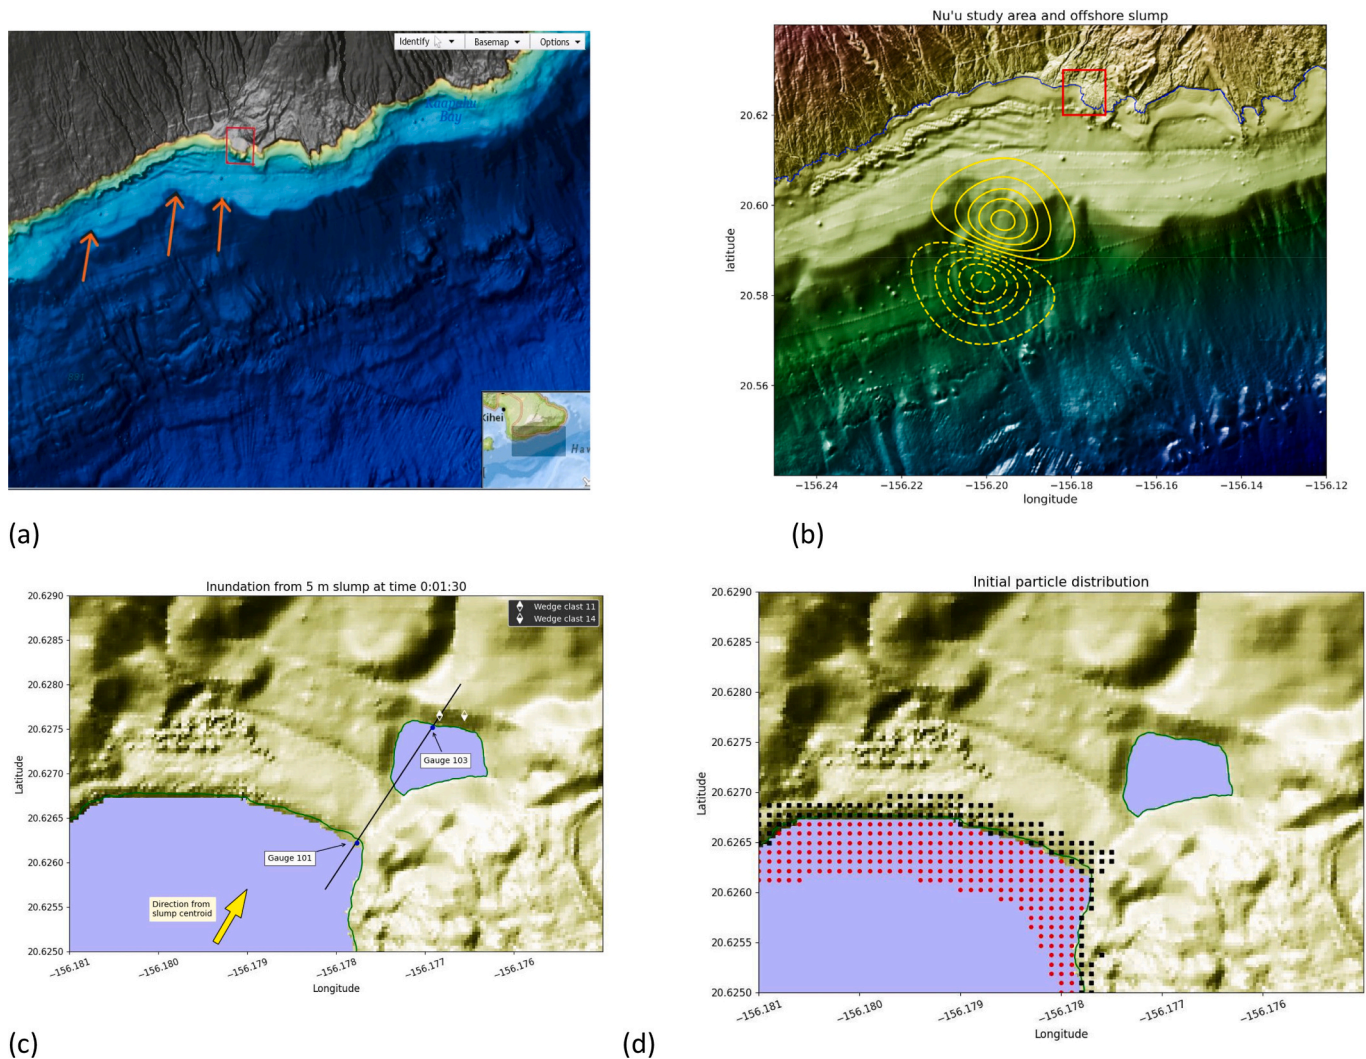 Identify
Basemap
Options
Kaapahu
Bay
Kihei
Haw
(a)
Nu'u study area and offshore slump
latitude
20.62
20.60
20.58
20.56
−156.24 −156.22 −156.20 −156.18 −156.16 −156.14 −156.12
longitude
(b)
Inundation from 5 m slump at time 0:01:30
Wedge clast 11
Wedge clast 14
Latitude
20.6290
20.6285
20.6280
20.6275
20.6270
20.6265
20.6260
20.6255
20.6250
Gauge 103
Gauge 101
Direction from
slump centroid
−156.181 −156.180 −156.179 −156.178 −156.177 −156.176
Longitude
(c)
Initial particle distribution
Latitude
20.6290
20.6285
20.6280
20.6275
20.6270
20.6265
20.6260
20.6255
20.6250
−156.181 −156.180 −156.179 −156.178 −156.177 −156.176
Longitude
(d)